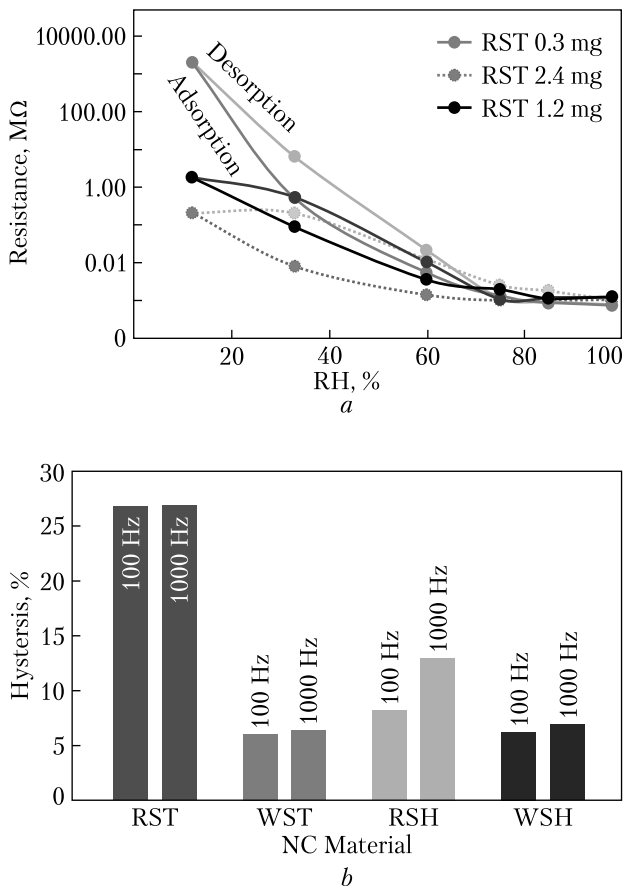 10000.00
100.00
1.00
0.01
0
Resistance, MΩ
Desorption
Adsorption
RST 0.3 mg
RST 2.4 mg
RST 1.2 mg
20 40 60 80 100
RH, %
a
30
25
20
15
10
5
0
Hystersis, %
100 Hz
1000 Hz
100 Hz
1000 Hz
100 Hz
1000 Hz
100 Hz
1000 Hz
RST WST RSH WSH
NC Material
b